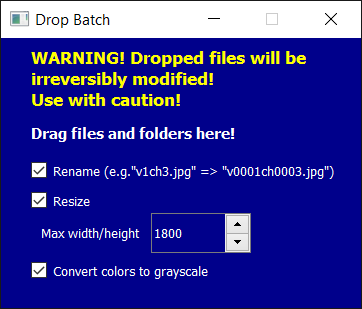 Drop Batch
WARNING! Dropped files will be
irreversibly modified!
Use with caution!
Drag files and folders here!
Rename (e.g."v1ch3.jpg" => "v0001ch0003.jpg")
Resize
Max width/height 1800
Convert colors to grayscale